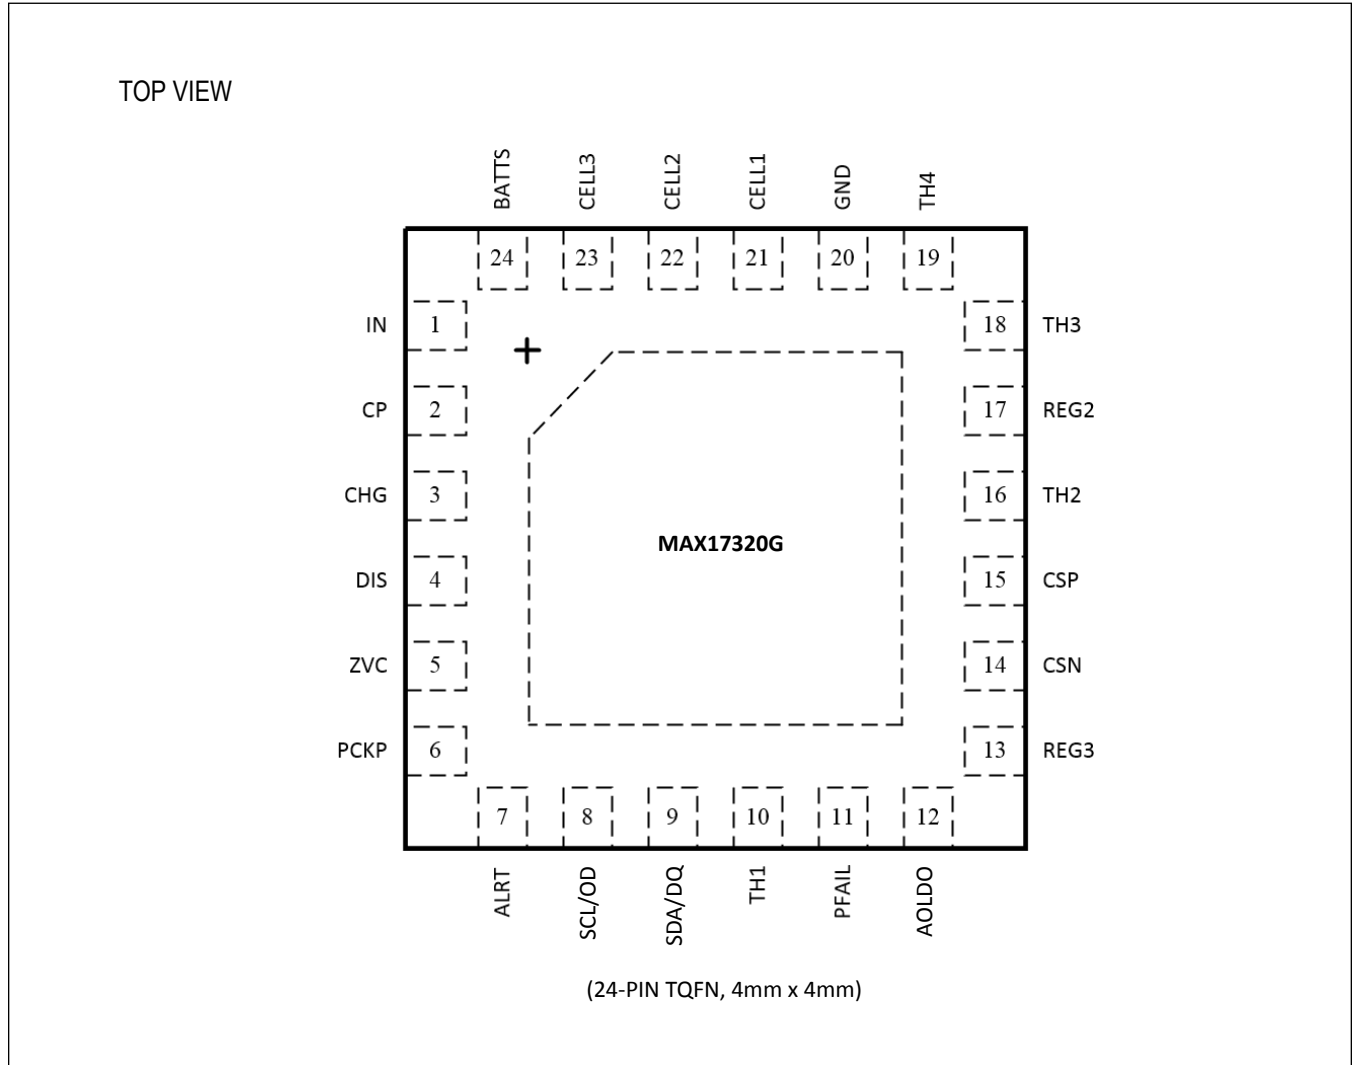 TOP VIEW
BATTS
CELL3
CELL2
CELL1
GND
TH4
24
23
22
21
20
19
IN
1
18
TH3
CP
2
17
REG2
CHG
3
16
TH2
MAX17320G
DIS
4
15
CSP
ZVC
5
14
CSN
PCKP
6
13
REG3
7
8
9
10
11
12
ALRT
SCL/OD
SDA/DQ
TH1
PFAIL
AOLDO
(24-PIN TQFN, 4mm x 4mm)